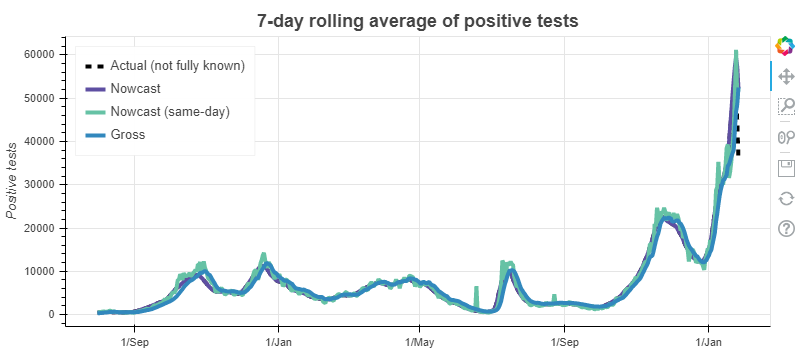 7-day rolling average of positive tests
Actual (not fully known)
Nowcast
Nowcast (same-day)
Gross
Positive tests
60000
50000
40000
30000
20000
10000
0
1/Sep
1/Jan
1/May
1/Sep
1/Jan